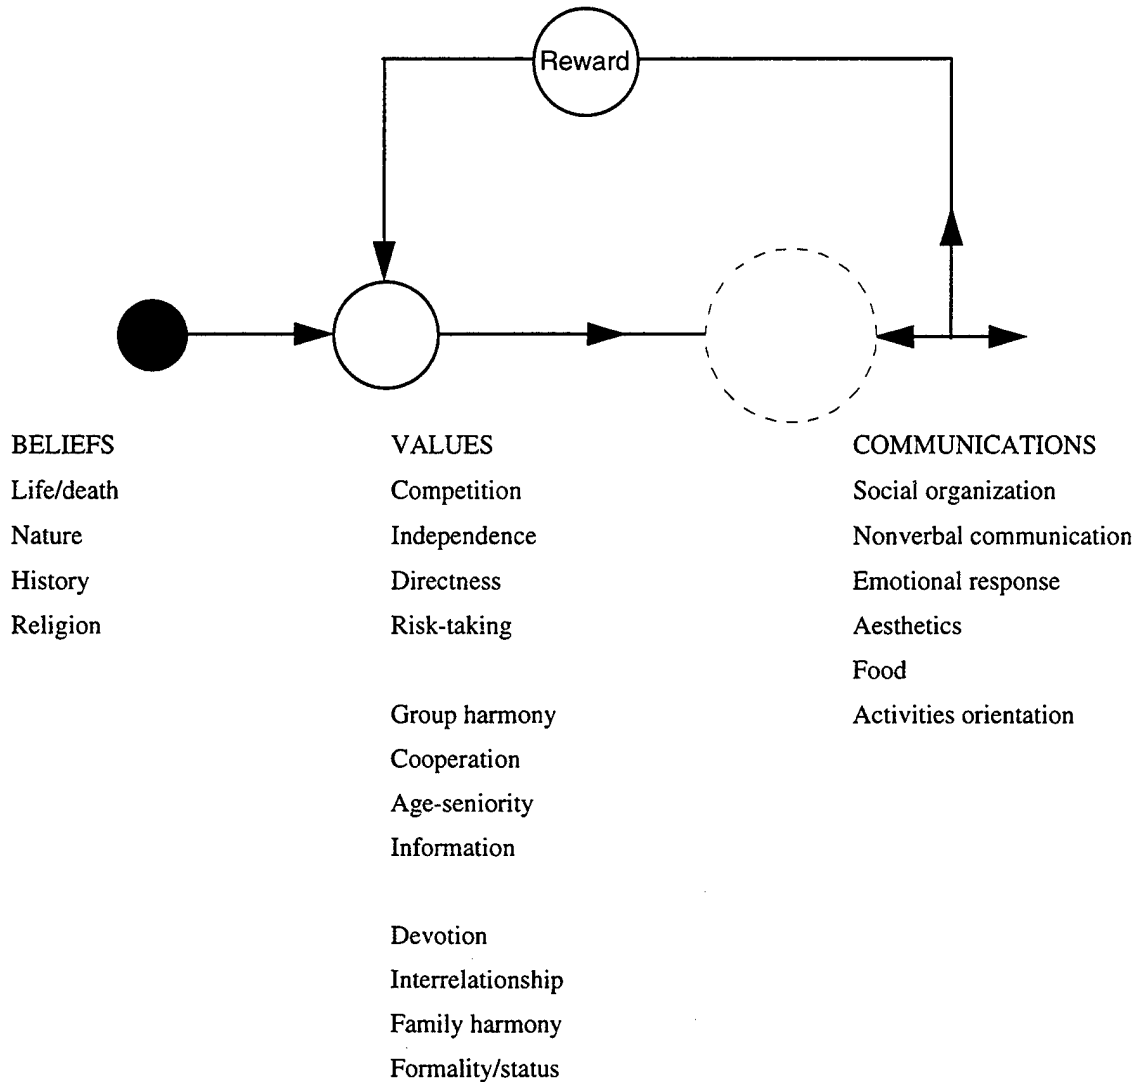 Reward
BELIEFS
Life/death
Nature
History
Religion
VALUES
Competition
Independence
Directness
Risk-taking
Group harmony
Cooperation
Age-seniority
Information
Devotion
Interrelationship
Family harmony
Formality/status
COMMUNICATIONS
Social organization
Nonverbal communication
Emotional response
Aesthetics
Food
Activities orientation